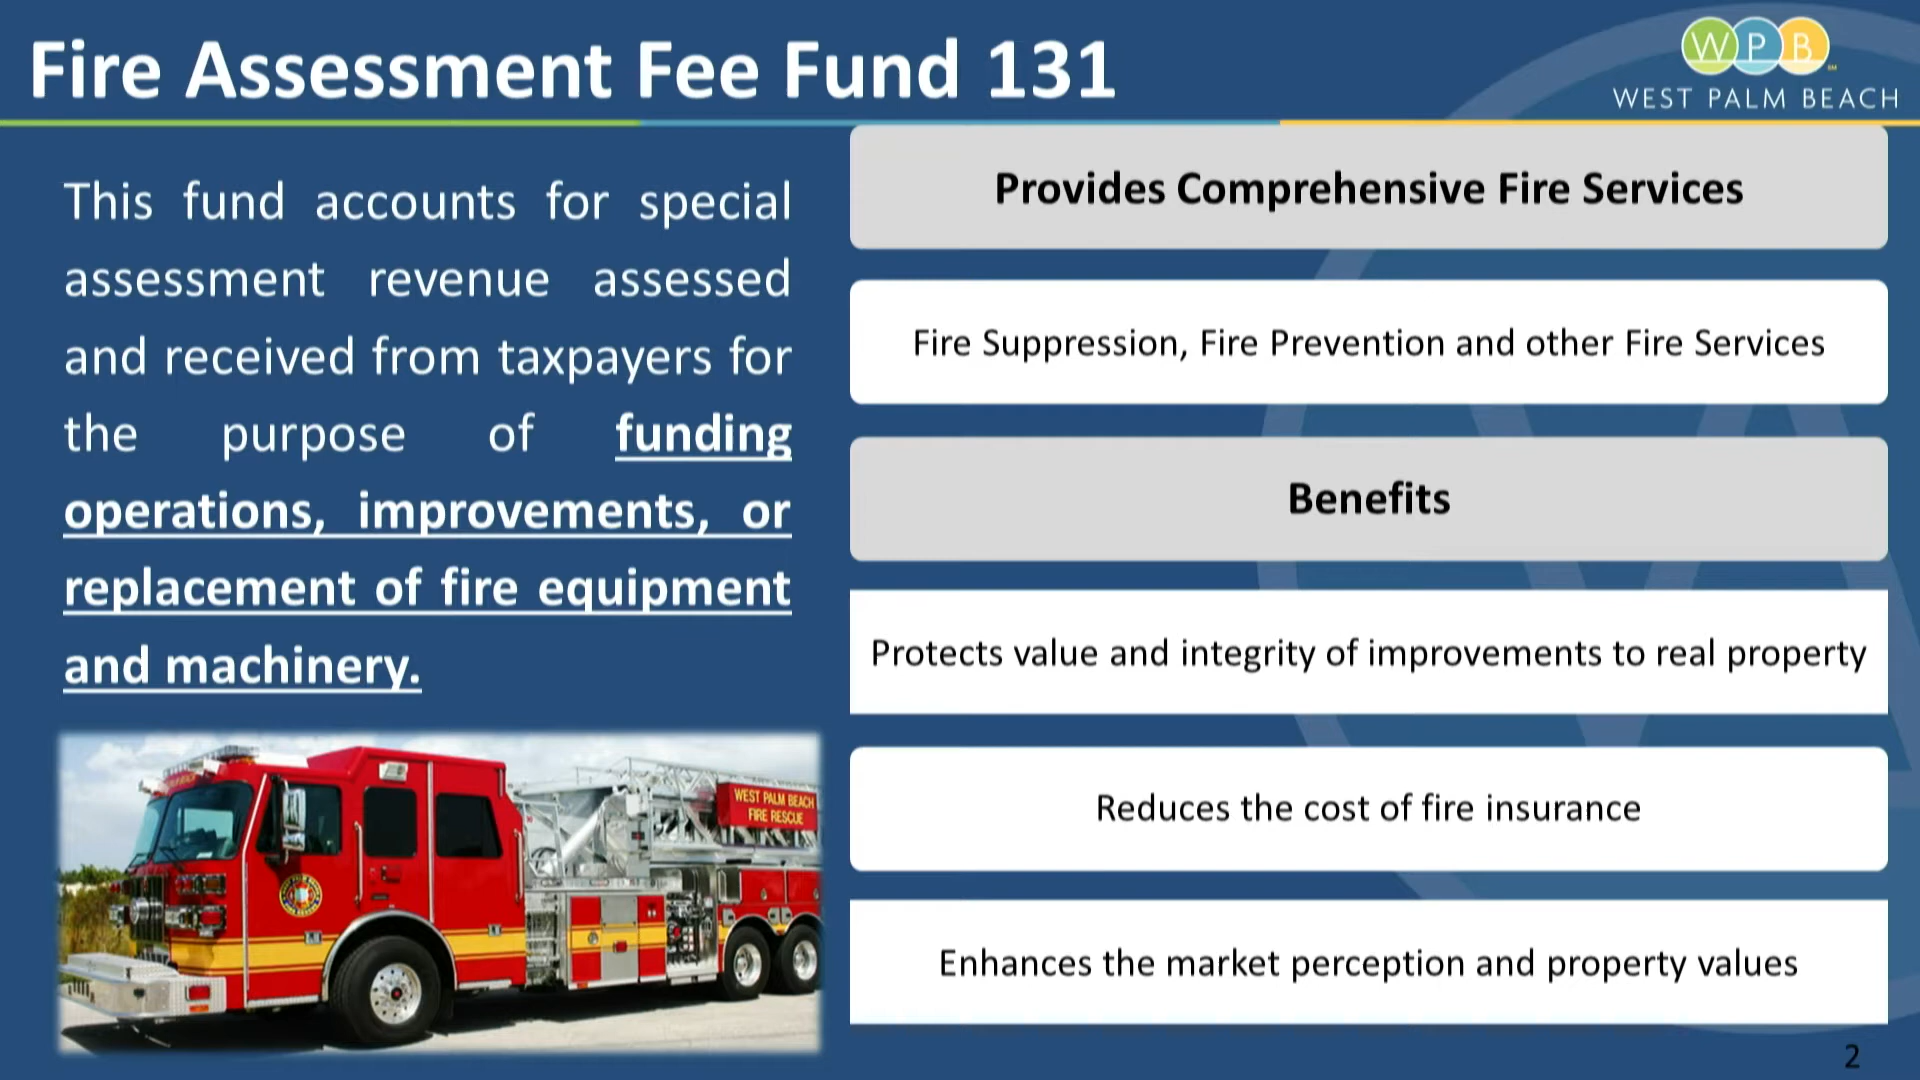 Fire Assessment Fee Fund 131
WPB
WEST PALM BEACH
This fund accounts for special
assessment revenue assessed
and received from taxpayers for
the purpose of funding
operations, improvements, or
replacement of fire equipment
and machinery.
WEST PALM BEACH
FIRE RESCUE
Provides Comprehensive Fire Services
Fire Suppression, Fire Prevention and other Fire Services
Benefits
Protects value and integrity of improvements to real property
Reduces the cost of fire insurance
Enhances the market perception and property values
2